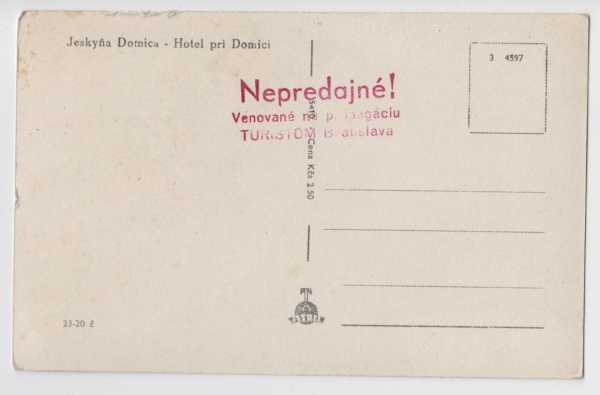 Jeskyňa Domica - Hotel pri Domici
3 4597
Nepredajné!
Venované na propagáciu
TURISTOM Bratislava
Cena Kčs 2.50
23-20 č